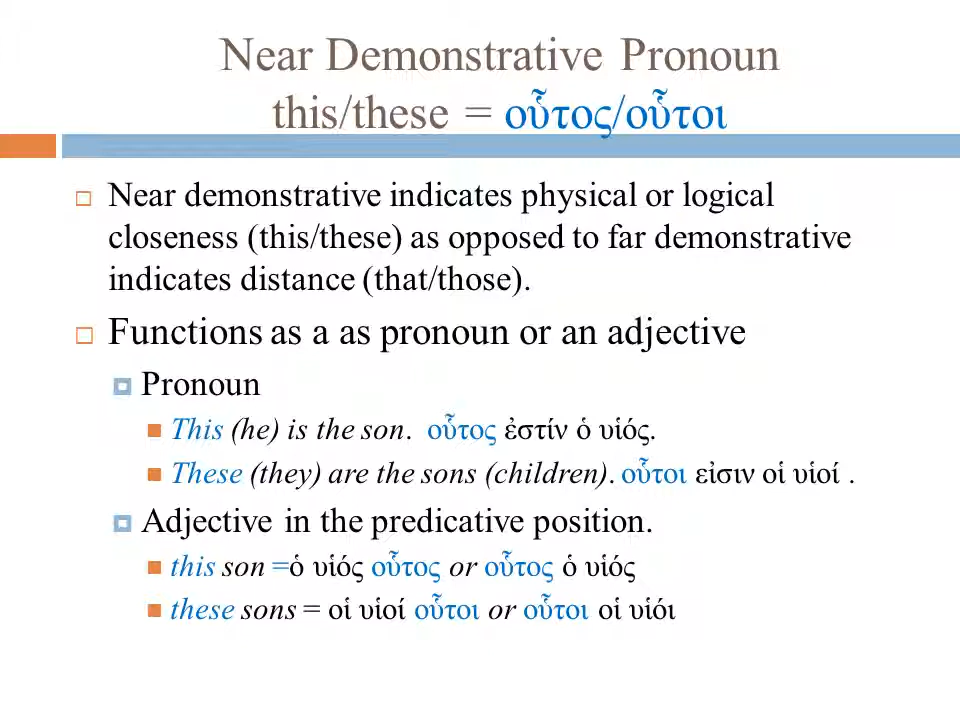 Near Demonstrative Pronoun
this/these = οὗτος/οὗτοι
Near demonstrative indicates physical or logical
closeness (this/these) as opposed to far demonstrative
indicates distance (that/those).
Functions as a as pronoun or an adjective
Pronoun
This (he) is the son. οὗτος ἐστίν ὁ υἱός.
These (they) are the sons (children). οὗτοι εἰσιν οἱ υἱοί .
Adjective in the predicative position.
this son =ὁ υἱός οὗτος or οὗτος ὁ υἱός
these sons = οἱ υἱοί οὗτοι or οὗτοι οἱ υἱόι